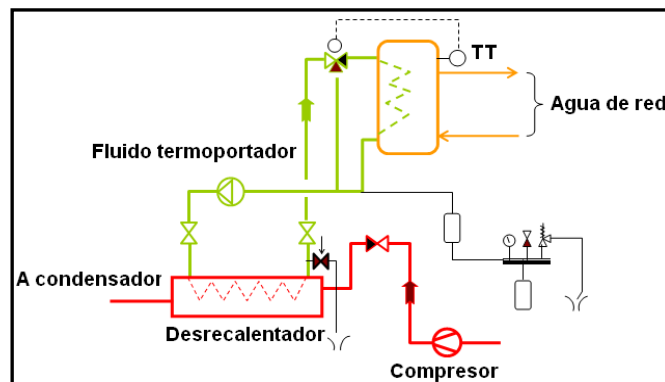 TT
Agua de red
Fluido termoportador
A condensador
Desrecalentador
Compresor